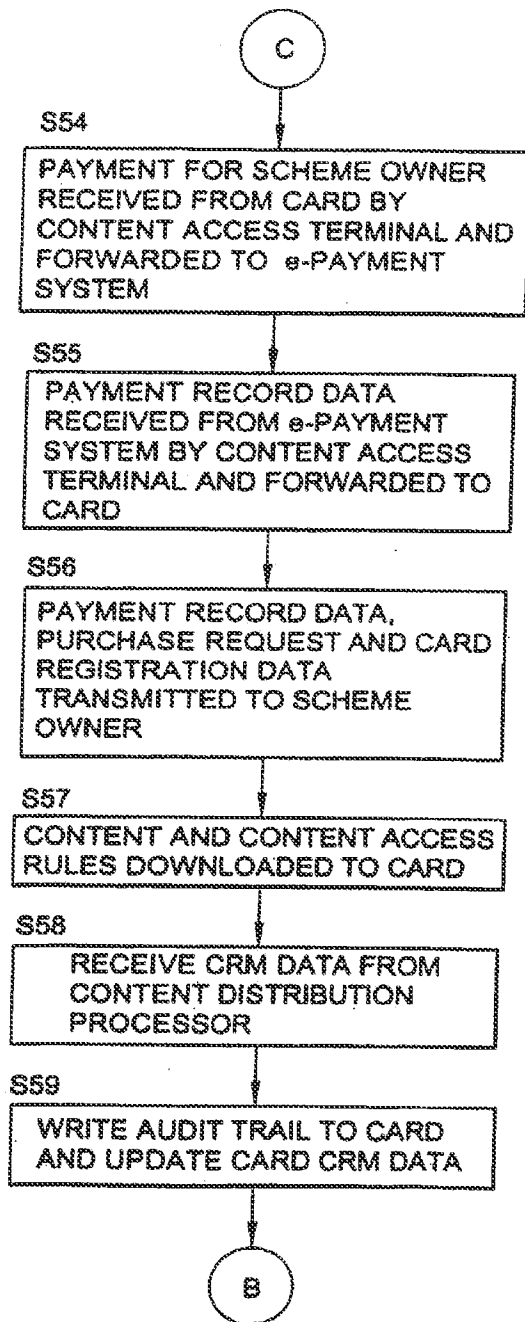 C
S54
PAYMENT FOR SCHEME OWNER
RECEIVED FROM CARD BY
CONTENT ACCESS TERMINAL AND
FORWARDED TO e-PAYMENT
SYSTEM
S55
PAYMENT RECORD DATA
RECEIVED FROM e-PAYMENT
SYSTEM BY CONTENT ACCESS
TERMINAL AND FORWARDED TO
CARD
S56
PAYMENT RECORD DATA,
PURCHASE REQUEST AND CARD
REGISTRATION DATA
TRANSMITTED TO SCHEME
OWNER
S57
CONTENT AND CONTENT ACCESS
RULES DOWNLOADED TO CARD
S58
RECEIVE CRM DATA FROM
CONTENT DISTRIBUTION
PROCESSOR
S59
WRITE AUDIT TRAIL TO CARD
AND UPDATE CARD CRM DATA
B